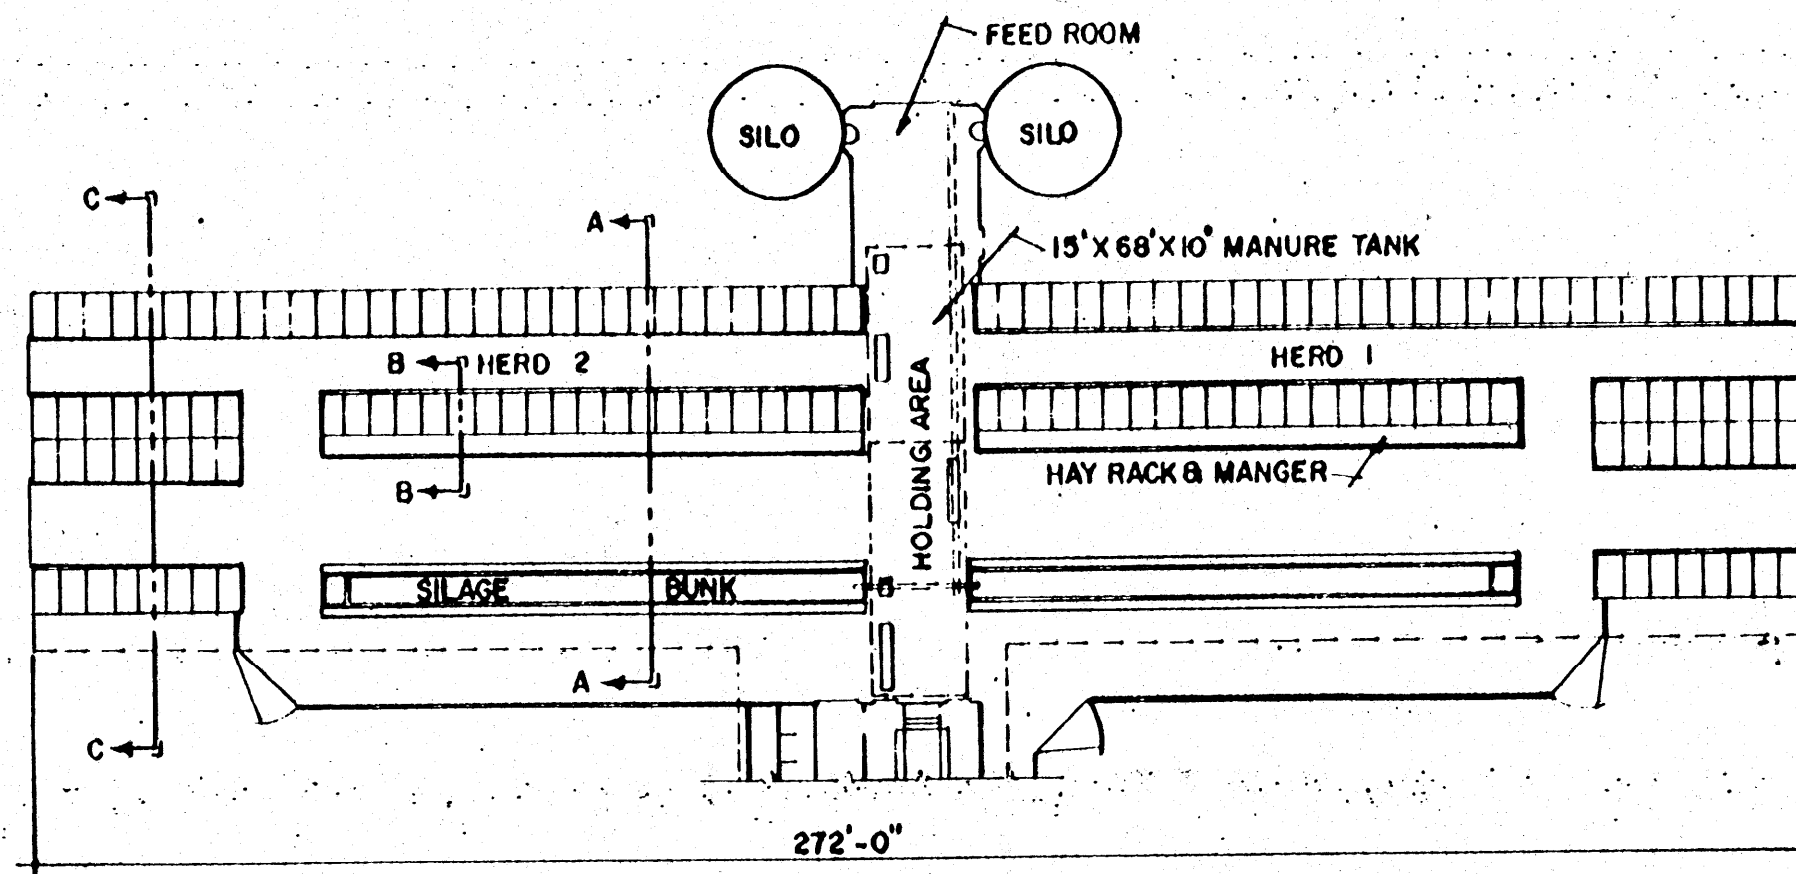 FEED ROOM
SILO
SILO
C
A
15'X68'X10' MANURE TANK
B
HERD 2
HERD 1
HOLDING AREA
HAY RACK & MANGER
B
SILAGE BUNK
A
C
272'-0"